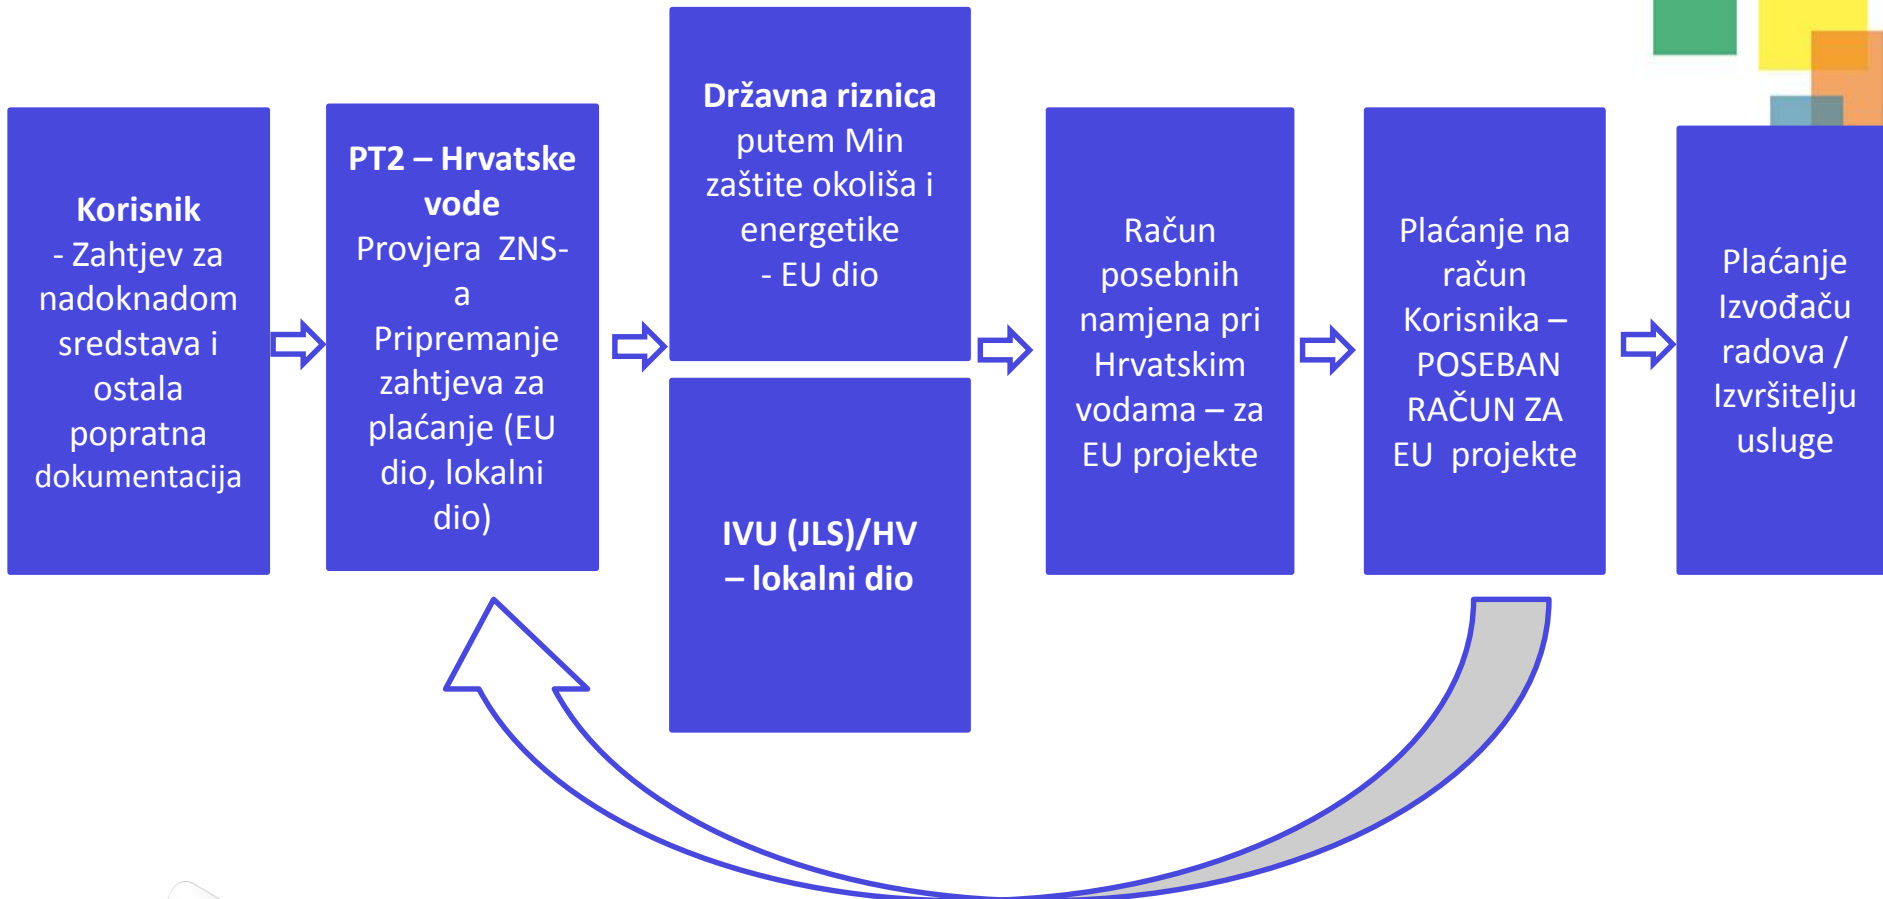 Korisnik
- Zahtjev za
nadoknadom
sredstava i
ostala
popratna
dokumentacija
PT2 – Hrvatske
vode
Provjera ZNS-
a
Pripremanje
zahtjeva za
plaćanje (EU
dio, lokalni
dio)
Državna riznica
putem Min
zaštite okoliša i
energetike
- EU dio
IVU (JLS)/HV
– lokalni dio
Račun
posebnih
namjena pri
Hrvatskim
vodama – za
EU projekte
Plaćanje na
račun
Korisnika –
POSEBAN
RAČUN ZA
EU projekte
Plaćanje
Izvođaču
radova /
Izvršitelju
usluge